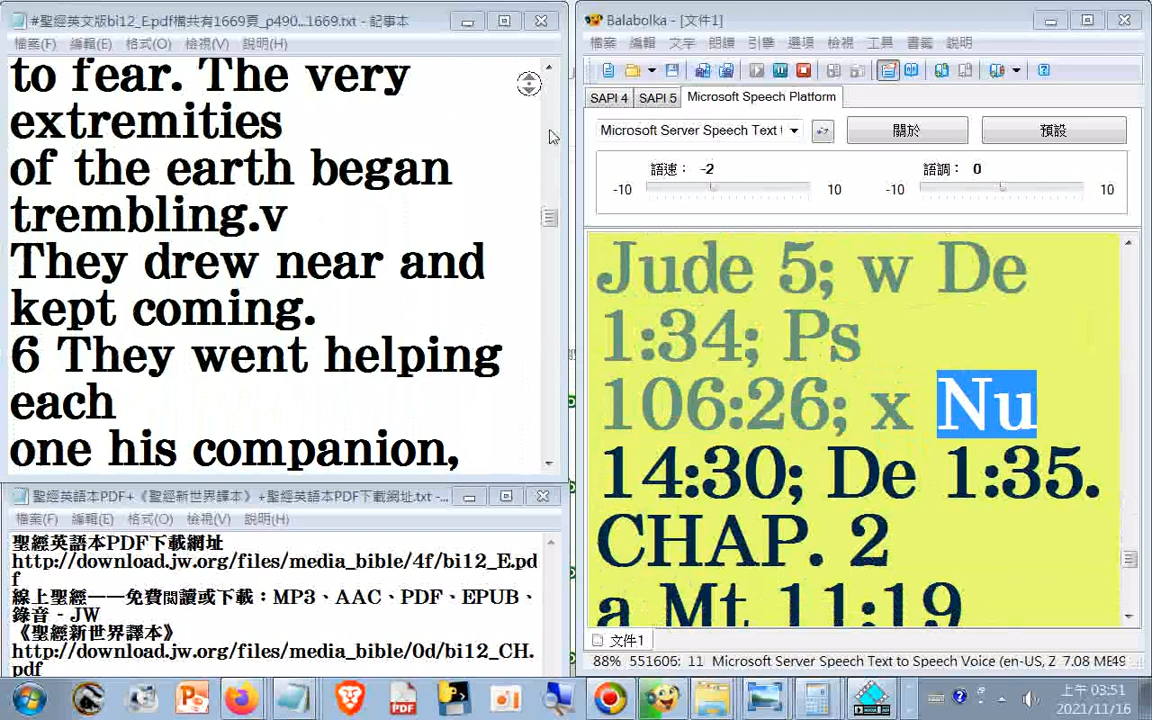 #聖經英文版bi12_E.pdf檔共有1669頁_p490...1669.txt - 記事本
檔案(F) 編輯(E) 格式(O) 檢視(V) 說明(H)
to fear. The very
extremities
of the earth began
trembling.v
They drew near and
kept coming.
6 They went helping
each
one his companion,
聖經英語本PDF+《聖經新世界譯本》+聖經英語本PDF下載網址.txt -...
檔案(F) 編輯(E) 格式(O) 檢視(V) 說明(H)
聖經英語本PDF下載網址
http://download.jw.org/files/media_bible/4f/bi12_E.pd
f
線上聖經——免費閱讀或下載：MP3、AAC、PDF、EPUB、
錄音 - JW
《聖經新世界譯本》
http://download.jw.org/files/media_bible/0d/bi12_CH.
pdf
Balabolka - [文件1]
檔案 編輯 文字 朗讀 引擎 選項 檢視 工具 書籤 說明
SAPI 4 SAPI 5 Microsoft Speech Platform
Microsoft Server Speech Text 關於 預設
語速： -2 語調： 0
-10 10 -10 10
Jude 5; w De
1:34; Ps
106:26; x Nu
14:30; De 1:35.
CHAP. 2
a Mt 11:19
文件1
88% 551605: 11 Microsoft Server Speech Text to Speech Voice (en-US, Z 7.08 ME49
上午 03:51
2021/11/16